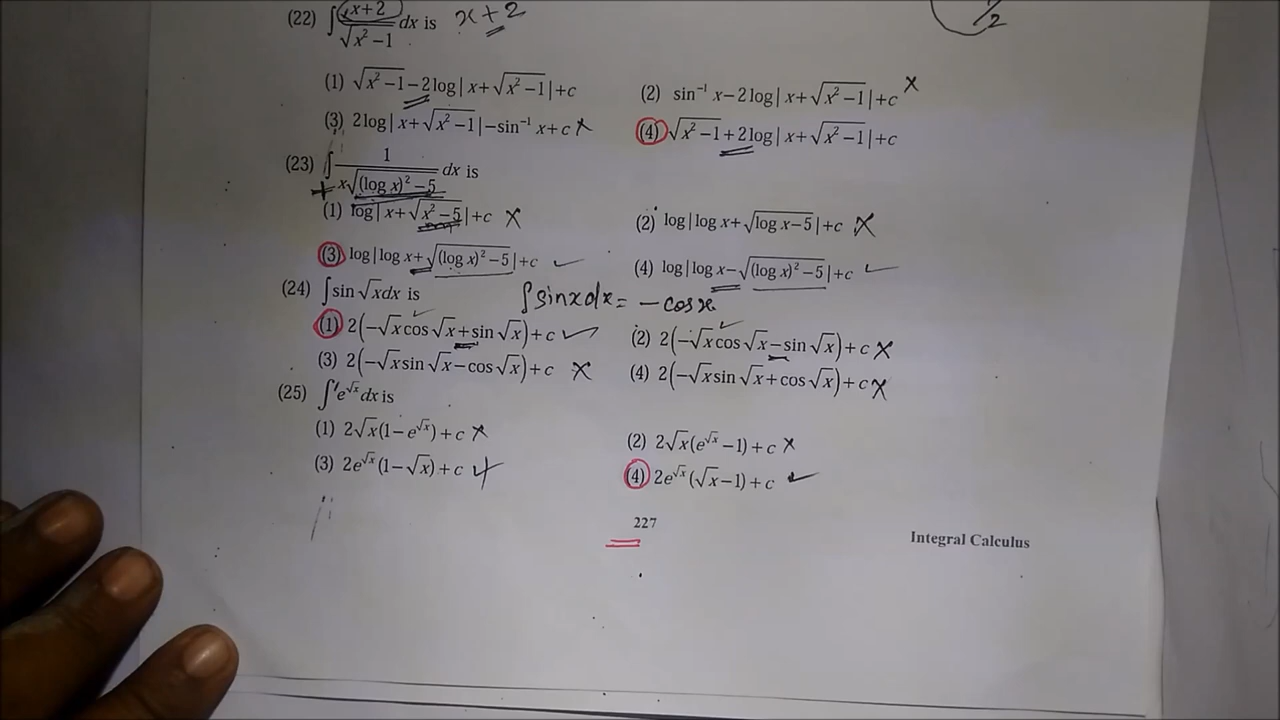 (22) ∫ x+2/√x²−1 dx is x+2
(1) √x²−1 −2log| x+√x²−1 |+c (2) sin⁻¹ x−2log| x+√x²−1 |+c ×
(3) 2log| x+√x²−1 |−sin⁻¹ x+c × (4) √x²−1 +2log| x+√x²−1 |+c
(23) ∫ 1/x√(log x)²−5 dx is
(1) log| x+√x²−5 |+c × (2) log| log x+√log x−5 |+c ×
(3) log| log x+√(log x)²−5 |+c ✓ (4) log| log x−√(log x)²−5 |+c ✓
(24) ∫ sin √x dx is ∫sinxdx = −cosx
(1) 2(−√x cos √x+sin √x)+c ✓ (2) 2(−√x cos √x−sin √x)+c ×
(3) 2(−√x sin √x−cos √x)+c × (4) 2(−√x sin √x+cos √x)+c ×
(25) ∫ e^√x dx is
(1) 2√x(1−e^√x)+c × (2) 2√x(e^√x −1)+c ×
(3) 2e^√x(1−√x)+c × (4) 2e^√x(√x−1)+c ✓
227
Integral Calculus